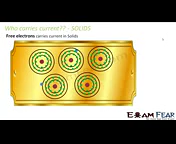 Who carries current?? - SOLIDS
Free electrons carries current in Solids
EXAM FEAR